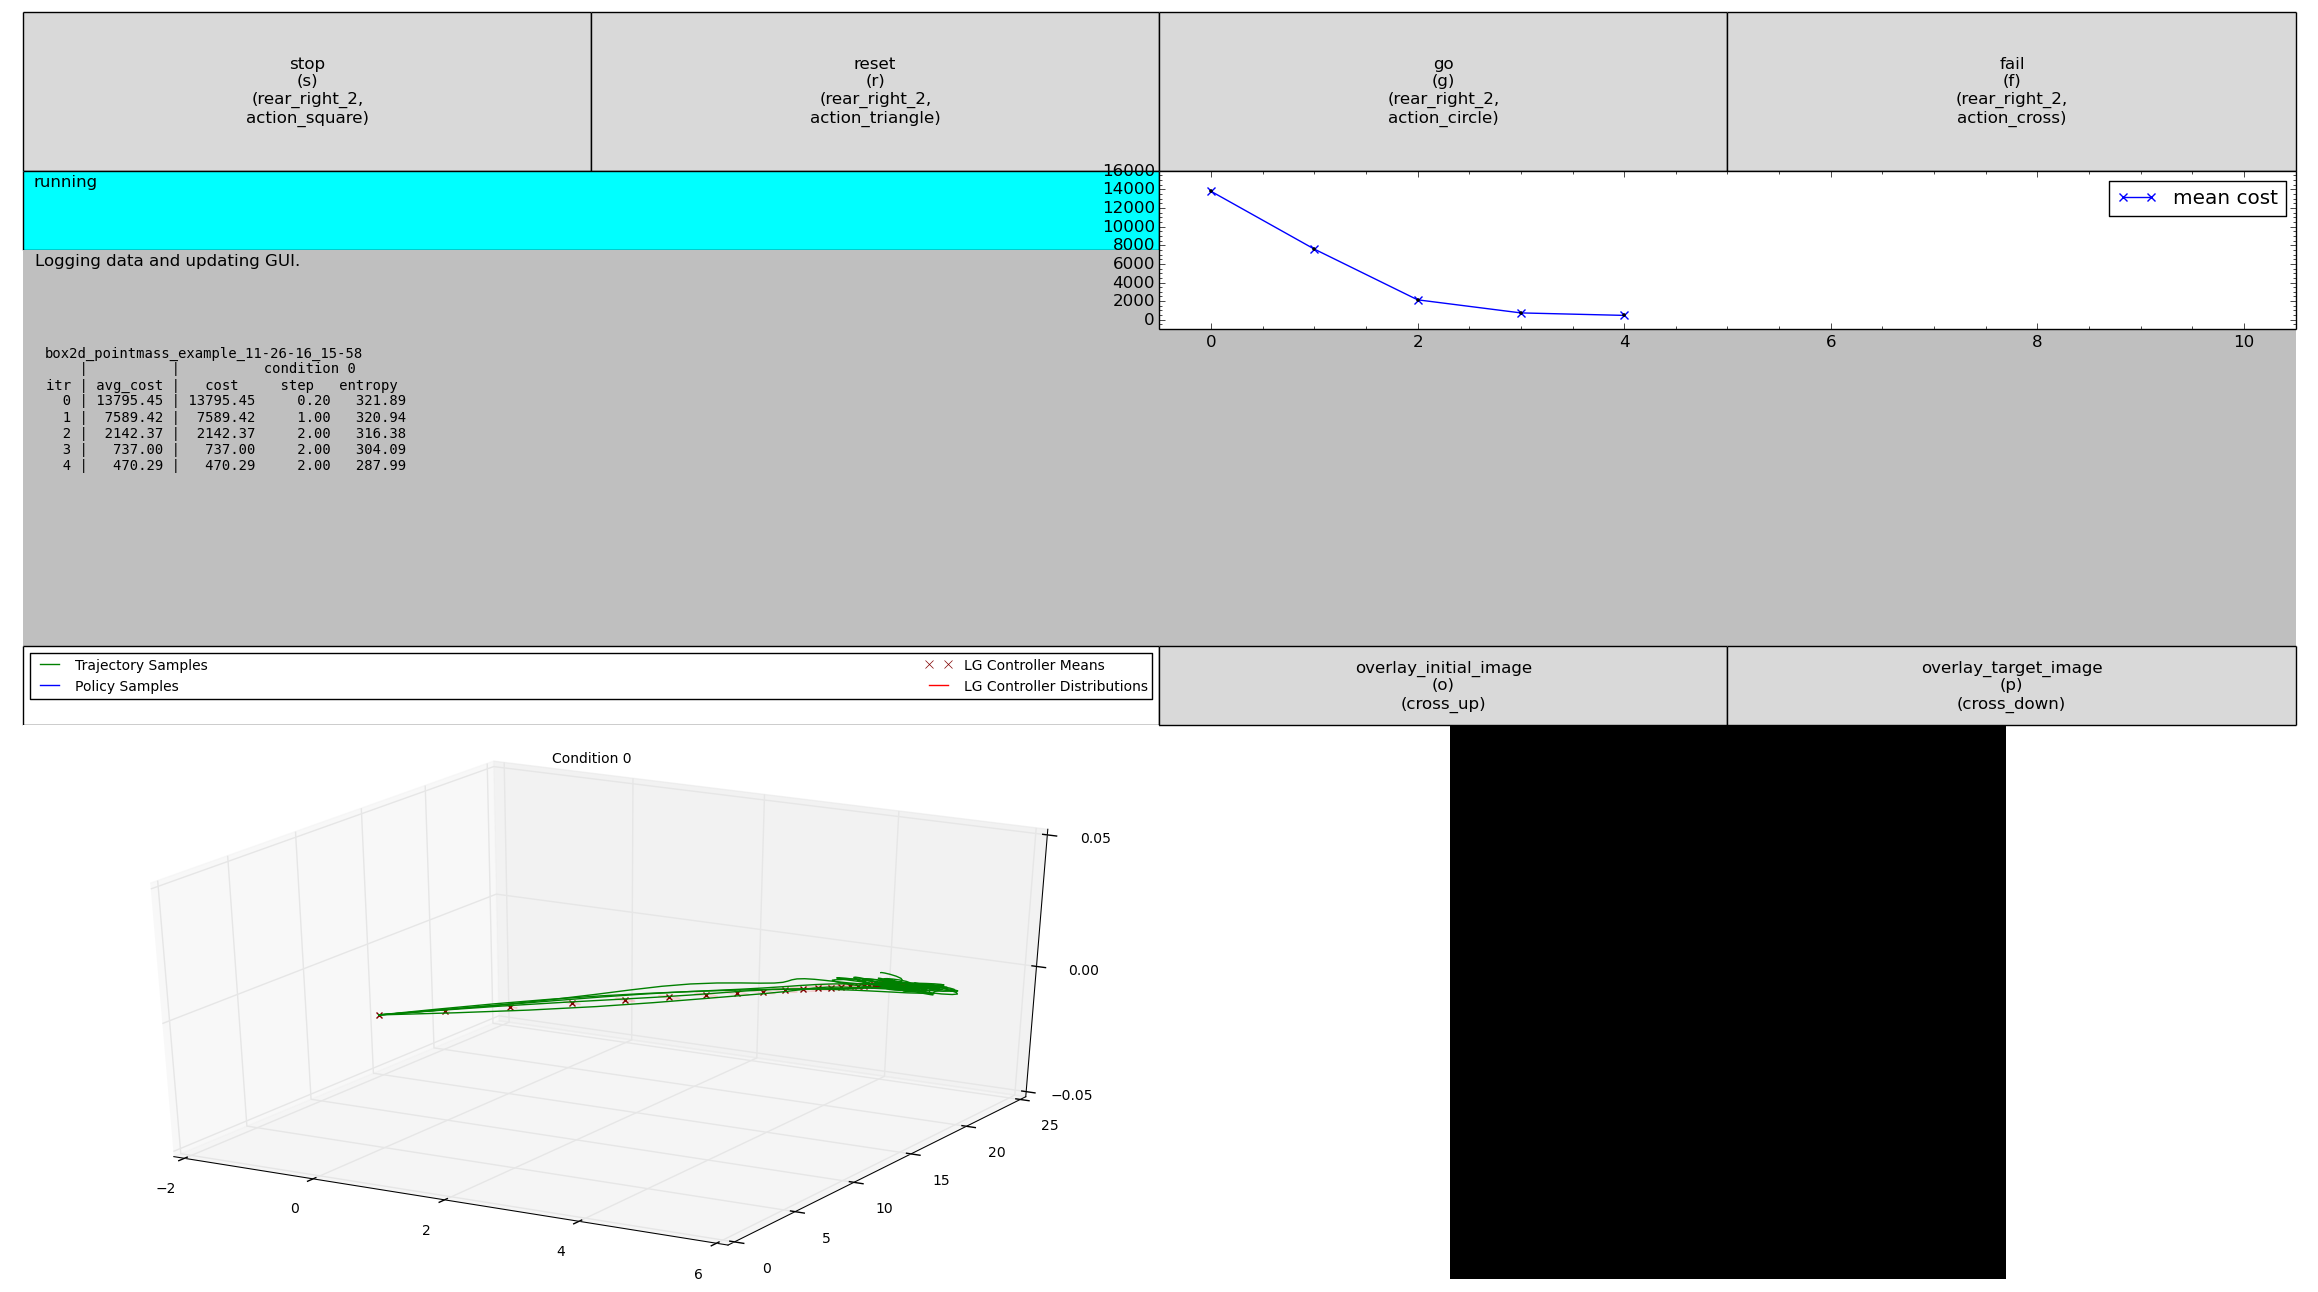 stop
(s)
(rear_right_2,
action_square)
reset
(r)
(rear_right_2,
action_triangle)
go
(g)
(rear_right_2,
action_circle)
fail
(f)
(rear_right_2,
action_cross)
running
Logging data and updating GUI.
16000
14000
12000
10000
8000
6000
4000
2000
0
mean cost
0 2 4 6 8 10
box2d_pointmass_example_11-26-16_15-58
| | condition 0
itr | avg_cost | cost step entropy
0 | 13795.45 | 13795.45 0.20 321.89
1 | 7589.42 | 7589.42 1.00 320.94
2 | 2142.37 | 2142.37 2.00 316.38
3 | 737.00 | 737.00 2.00 304.09
4 | 470.29 | 470.29 2.00 287.99
Trajectory Samples
Policy Samples
LG Controller Means
LG Controller Distributions
overlay_initial_image
(o)
(cross_up)
overlay_target_image
(p)
(cross_down)
Condition 0
0.05
0.00
−0.05
25
20
15
10
5
0
−2
0
2
4
6